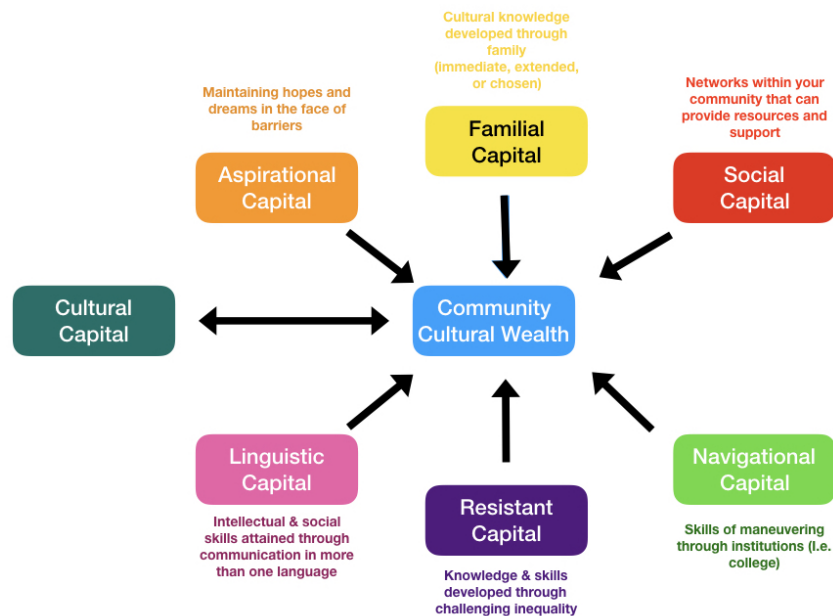 Cultural knowledge
developed through
family
(immediate, extended,
or chosen)
Familial
Capital
Maintaining hopes and
dreams in the face of
barriers
Aspirational
Capital
Networks within your
community that can
provide resources and
support
Social
Capital
Cultural
Capital
Community
Cultural Wealth
Linguistic
Capital
Intellectual & social
skills attained through
communication in more
than one language
Resistant
Capital
Knowledge & skills
developed through
challenging inequality
Navigational
Capital
Skills of maneuvering
through institutions (I.e.
college)